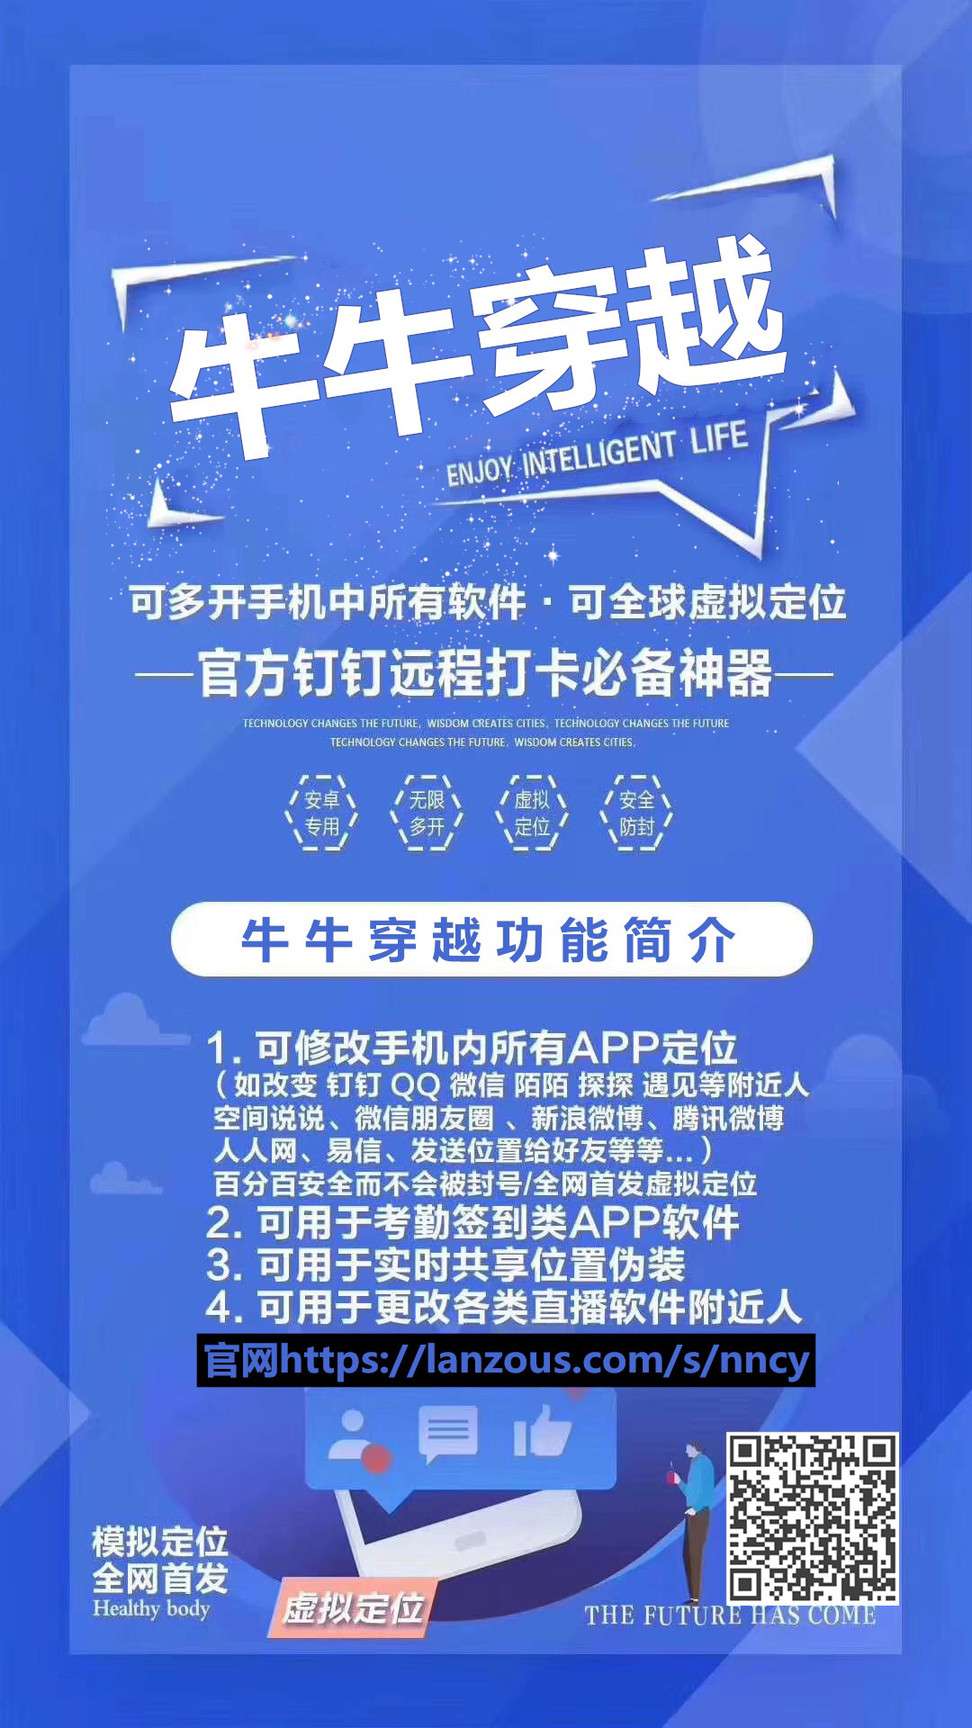 牛牛穿越
ENJOY INTELLIGENT LIFE
可多开手机中所有软件·可全球虚拟定位
官方钉钉远程打卡必备神器
TECHNOLOGY CHANGES THE FUTURE, WISDOM CREATES CITIES, TECHNOLOGY CHANGES THE FUTURE
TECHNOLOGY CHANGES THE FUTURE, WISDOM CREATES CITIES,
安卓 无限 虚拟 安全
专用 多开 定位 防封
牛牛穿越功能简介
1. 可修改手机内所有APP定位
（如改变 钉钉 QQ 微信 陌陌 探探 遇见等附近人
空间说说、微信朋友圈 、新浪微博、腾讯微博
人人网、易信、发送位置给好友等等...）
百分百安全而不会被封号/全网首发虚拟定位
2. 可用于考勤签到类APP软件
3. 可用于实时共享位置伪装
4. 可用于更改各类直播软件附近人
官网https://lanzous.com/s/nncy
模拟定位
全网首发
Healthy body
虚拟定位
THE FUTURE HAS COME